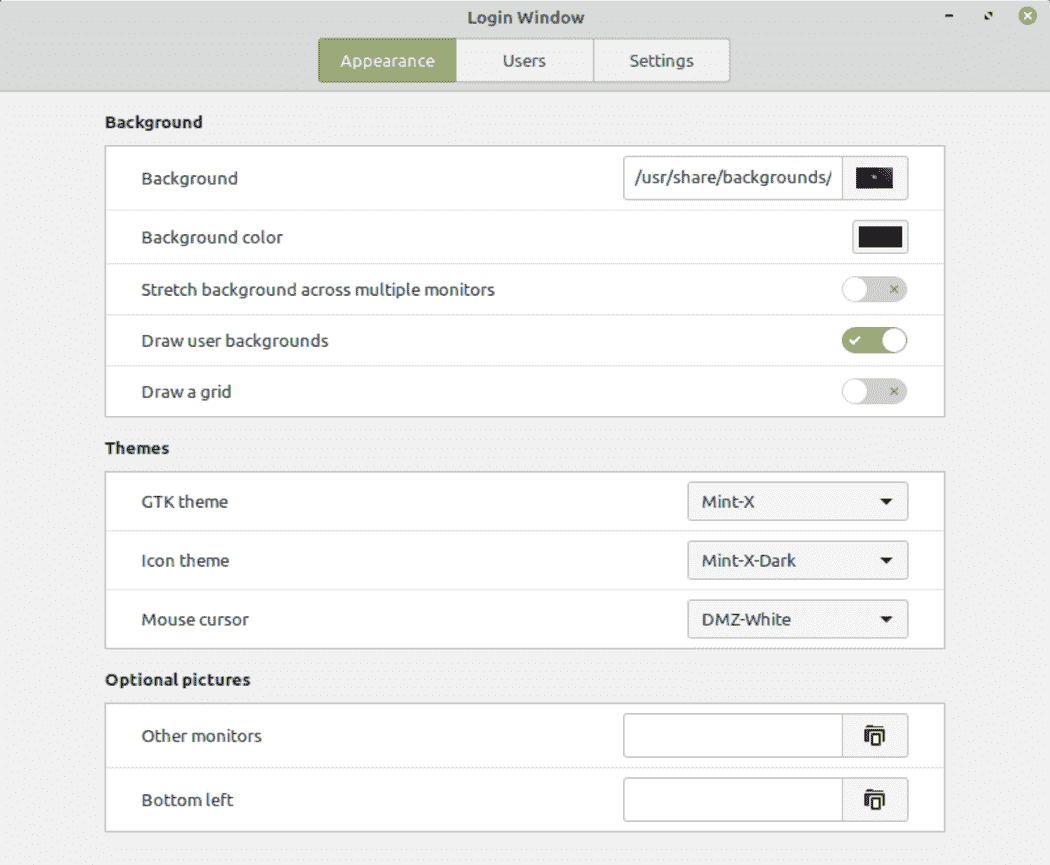 Login Window
Appearance Users Settings
Background
Background /usr/share/backgrounds/
Background color
Stretch background across multiple monitors
Draw user backgrounds
Draw a grid
Themes
GTK theme Mint-X
Icon theme Mint-X-Dark
Mouse cursor DMZ-White
Optional pictures
Other monitors
Bottom left